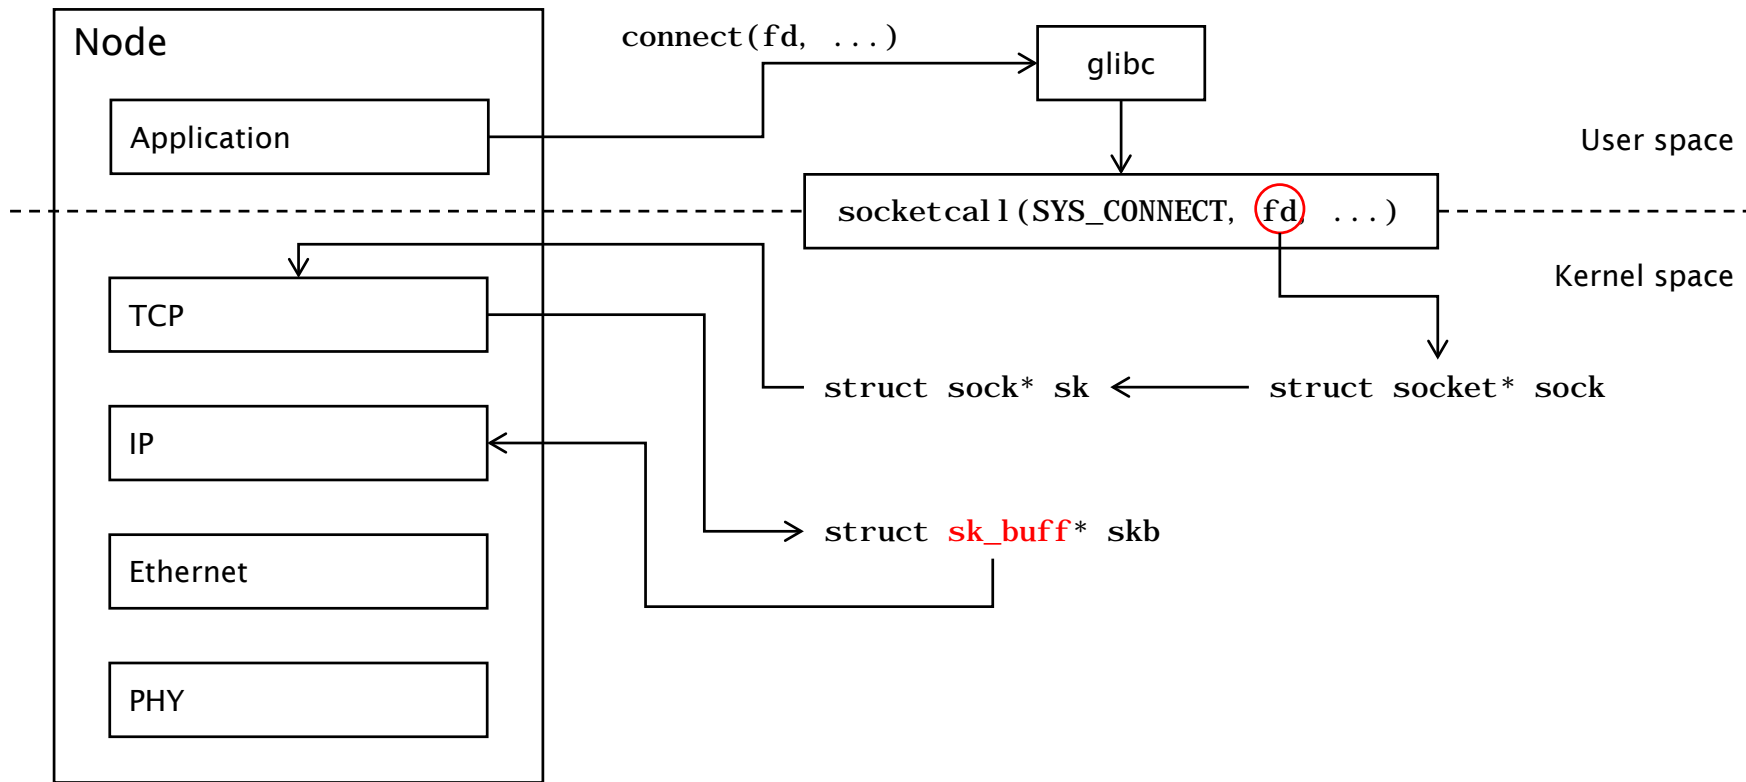 Node
connect(fd, ...)
glibc
Application
User space
socketcall(SYS_CONNECT, fd, ...)
Kernel space
TCP
struct sock* sk
struct socket* sock
IP
struct sk_buff* skb
Ethernet
PHY